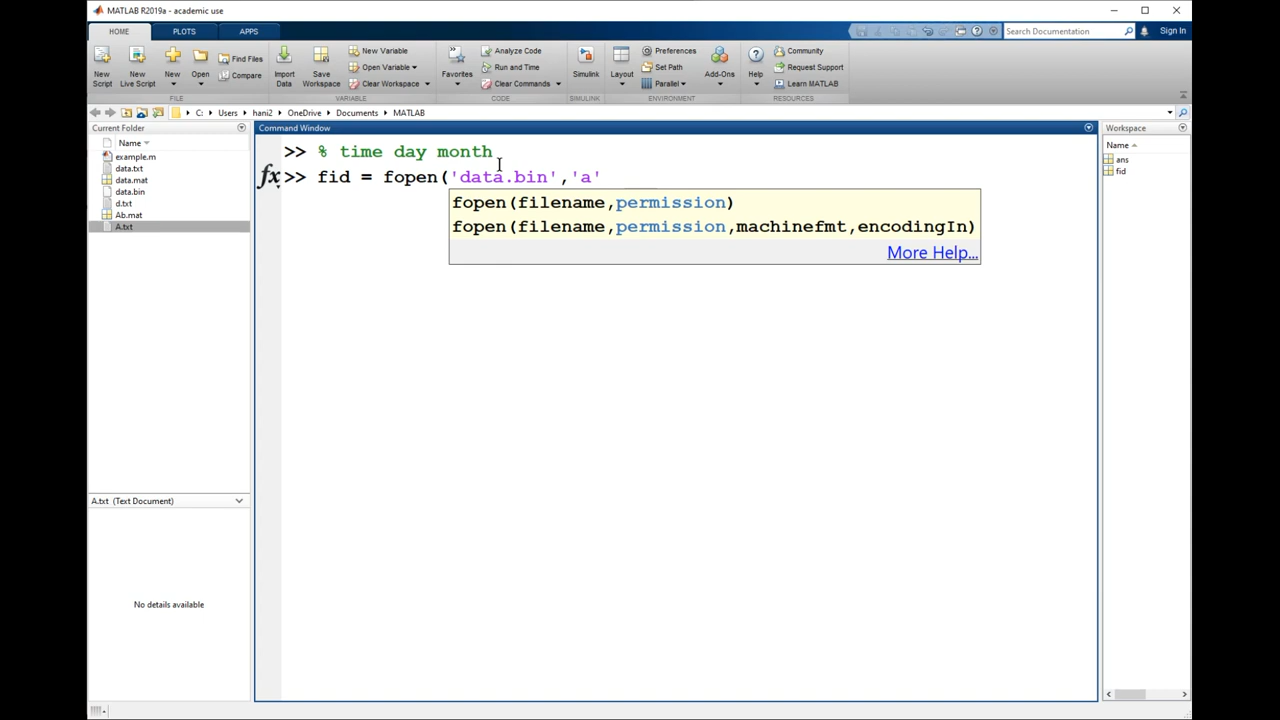 MATLAB R2019a - academic use
HOME PLOTS APPS
Search Documentation Sign In
New Script
New Live Script
New
Open
Find Files
Compare
Import Data
Save Workspace
New Variable
Open Variable
Clear Workspace
Favorites
Analyze Code
Run and Time
Clear Commands
Simulink
Layout
Preferences
Set Path
Parallel
Add-Ons
Help
Community
Request Support
Learn MATLAB
FILE VARIABLE CODE SIMULINK ENVIRONMENT RESOURCES
C: Users hani2 OneDrive Documents MATLAB
Current Folder
Name
example.m
data.txt
data.mat
data.bin
d.txt
Ab.mat
A.txt
A.txt (Text Document)
No details available
Command Window
>> % time day month
fx >> fid = fopen('data.bin','a'
fopen(filename,permission)
fopen(filename,permission,machinefmt,encodingIn)
More Help...
Workspace
Name
ans
fid